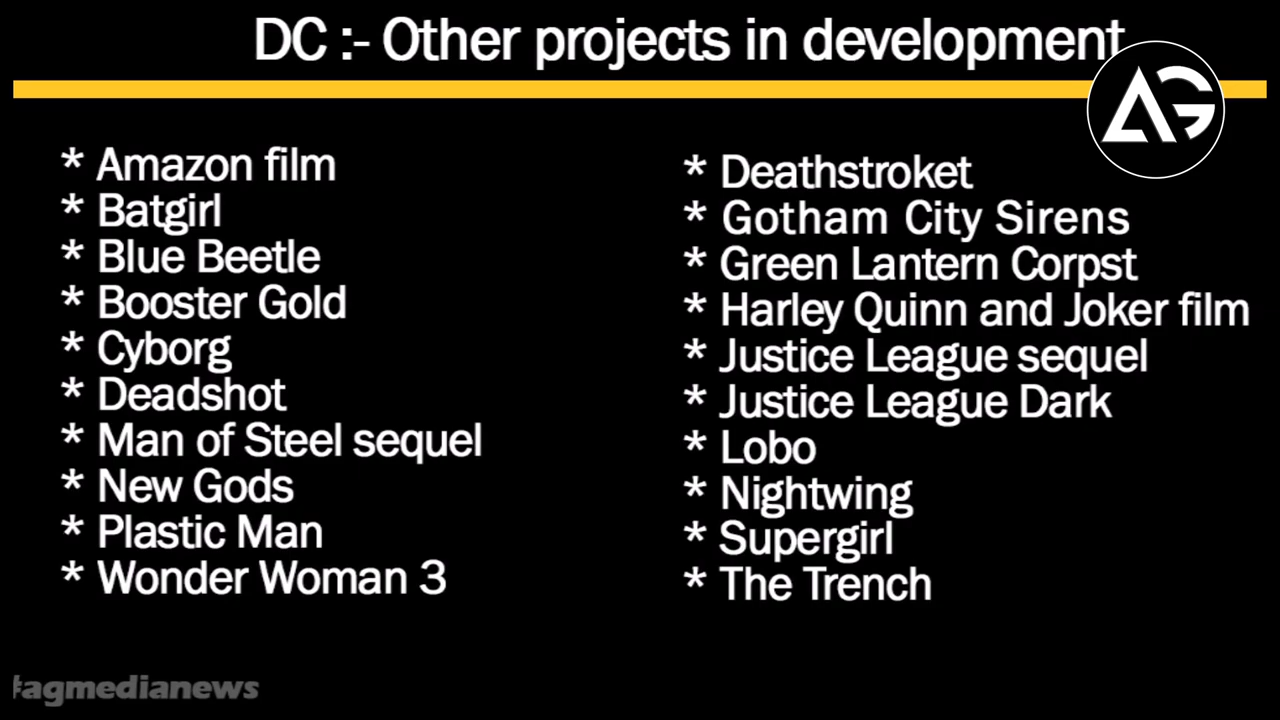 DC :- Other projects in development
AG
* Amazon film
* Batgirl
* Blue Beetle
* Booster Gold
* Cyborg
* Deadshot
* Man of Steel sequel
* New Gods
* Plastic Man
* Wonder Woman 3
* Deathstroket
* Gotham City Sirens
* Green Lantern Corpst
* Harley Quinn and Joker film
* Justice League sequel
* Justice League Dark
* Lobo
* Nightwing
* Supergirl
* The Trench
tagmedianews